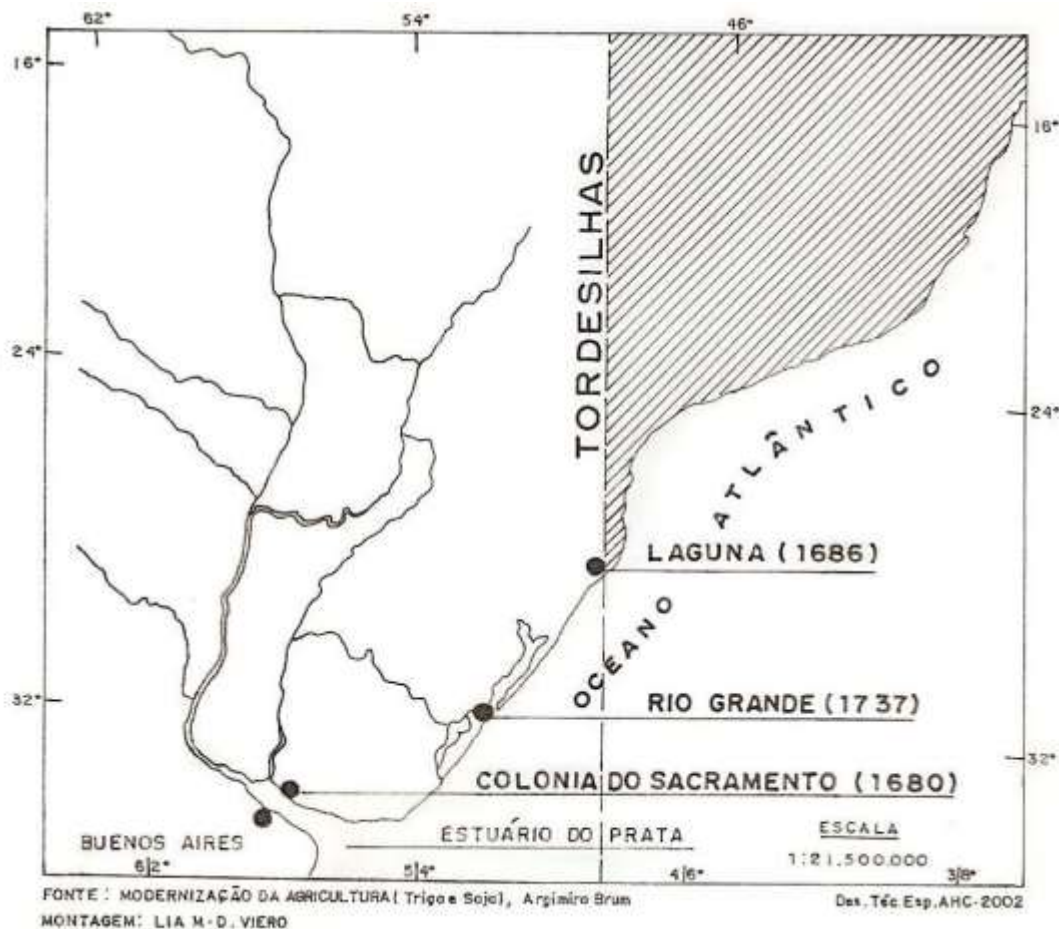 62° 54° 46°
16°
16°
TORDESILHAS
24°
24°
OCEANO ATLÂNTICO
LAGUNA (1686)
RIO GRANDE (1737)
32°
32°
COLONIA DO SACRAMENTO (1680)
BUENOS AIRES
ESTUÁRIO DO PRATA
ESCALA
1:21.500.000
62° 54° 46° 38°
FONTE: MODERNIZAÇÃO DA AGRICULTURA (Trigo e Soja), Argimiro Brum
Des. Téc. Esp. AHC-2002
MONTAGEM: LIA M. D. VIERO